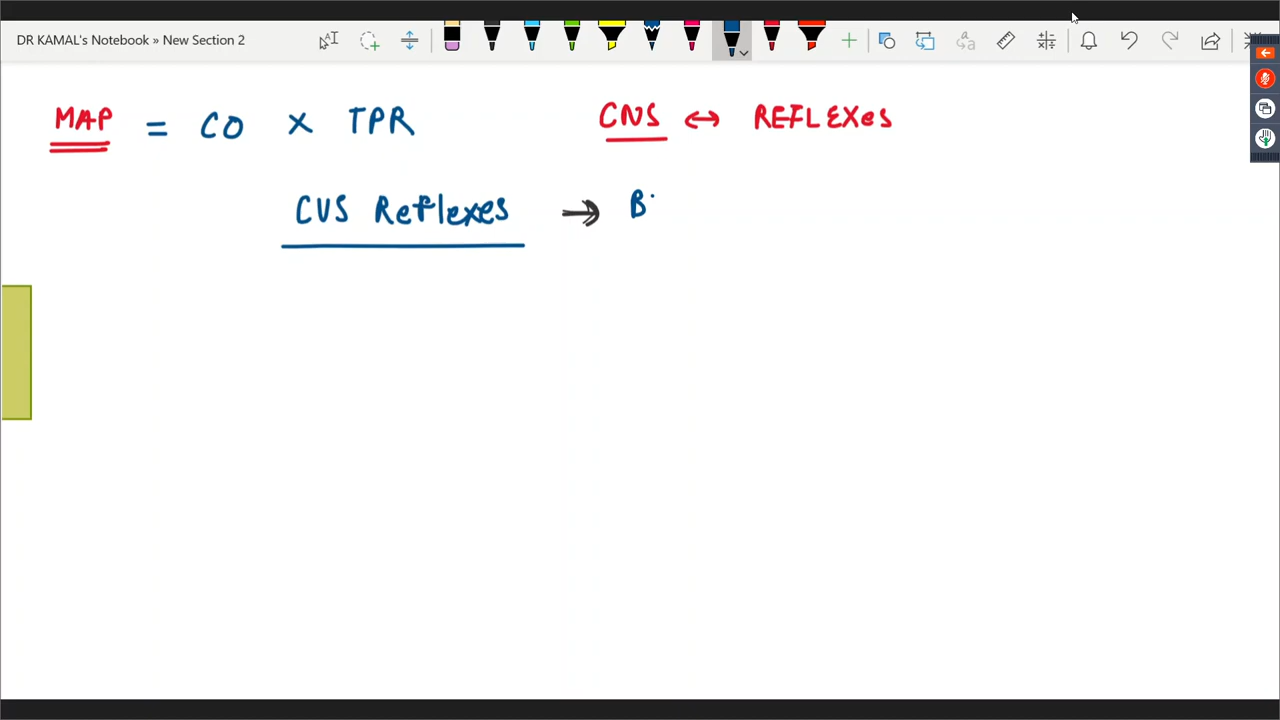 DR KAMAL's Notebook » New Section 2
MAP = CO × TPR
CNS ↔ REFLEXes
CVS Reflexes → B